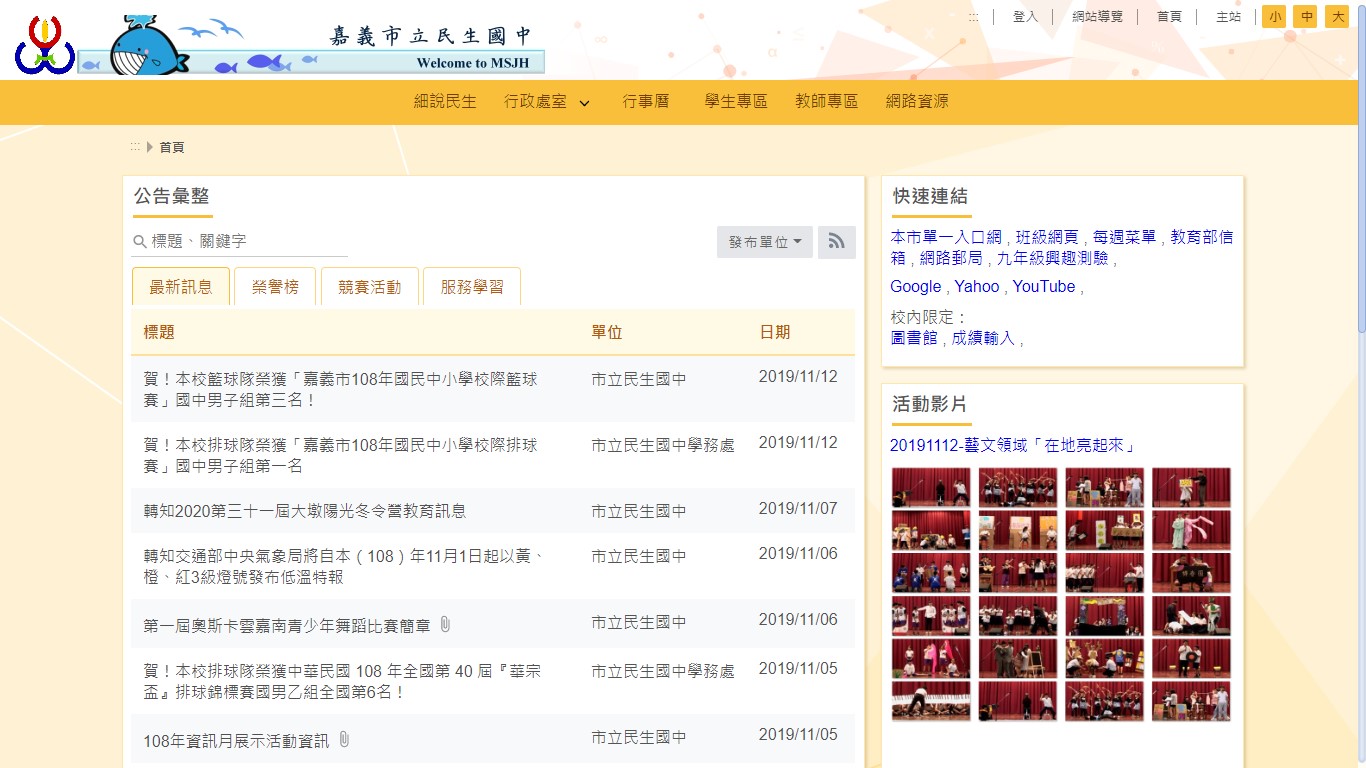 ::: | 登入 | 網站導覽 | 首頁 | 主站 | 小 中 大
嘉義市立民生國中
Welcome to MSJH
細說民生 行政處室 行事曆 學生專區 教師專區 網路資源
::: 首頁
公告彙整
標題、關鍵字
發布單位
最新訊息 榮譽榜 競賽活動 服務學習
標題 單位 日期
賀！本校籃球隊榮獲「嘉義市108年國民中小學校際籃球 市立民生國中 2019/11/12
賽」國中男子組第三名！
賀！本校排球隊榮獲「嘉義市108年國民中小學校際排球 市立民生國中學務處 2019/11/12
賽」國中男子組第一名
轉知2020第三十一屆大墩陽光冬令營教育訊息 市立民生國中 2019/11/07
轉知交通部中央氣象局將自本（108）年11月1日起以黃、 市立民生國中 2019/11/06
橙、紅3級燈號發布低溫特報
第一屆奧斯卡雲嘉南青少年舞蹈比賽簡章 市立民生國中 2019/11/06
賀！本校排球隊榮獲中華民國 108 年全國第 40 屆『華宗 市立民生國中學務處 2019/11/05
盃』排球錦標賽國男乙組全國第6名！
108年資訊月展示活動資訊 市立民生國中 2019/11/05
快速連結
本市單一入口網 , 班級網頁 , 每週菜單 , 教育部信
箱 , 網路郵局 , 九年級興趣測驗 ,
Google , Yahoo , YouTube ,
校內限定：
圖書館 , 成績輸入 ,
活動影片
20191112-藝文領域「在地亮起來」